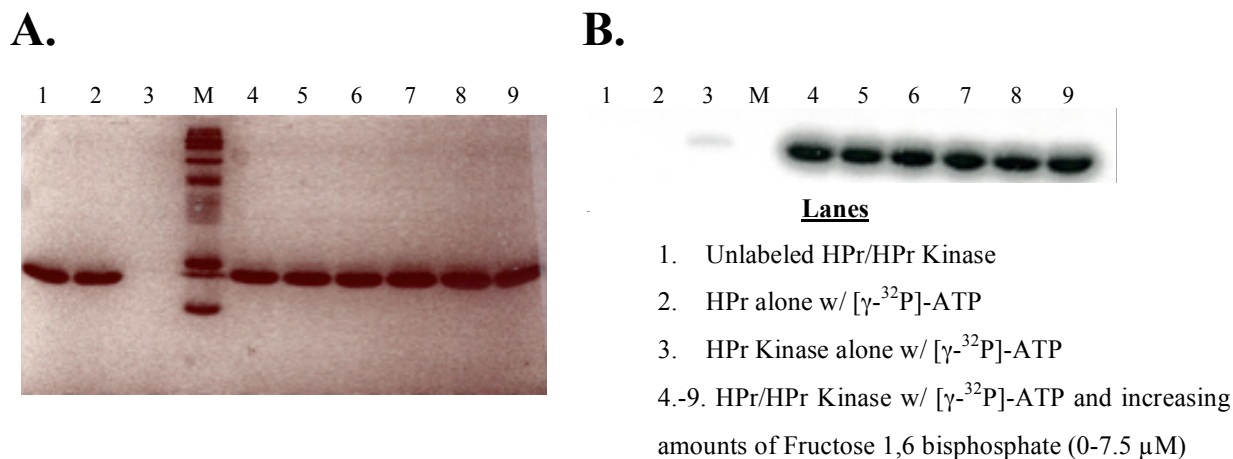 A.
B.
1 2 3 M 4 5 6 7 8 9
1 2 3 M 4 5 6 7 8 9
Lanes
1. Unlabeled HPr/HPr Kinase
2. HPr alone w/ [γ-³²P]-ATP
3. HPr Kinase alone w/ [γ-³²P]-ATP
4.-9. HPr/HPr Kinase w/ [γ-³²P]-ATP and increasing
amounts of Fructose 1,6 bisphosphate (0-7.5 µM)